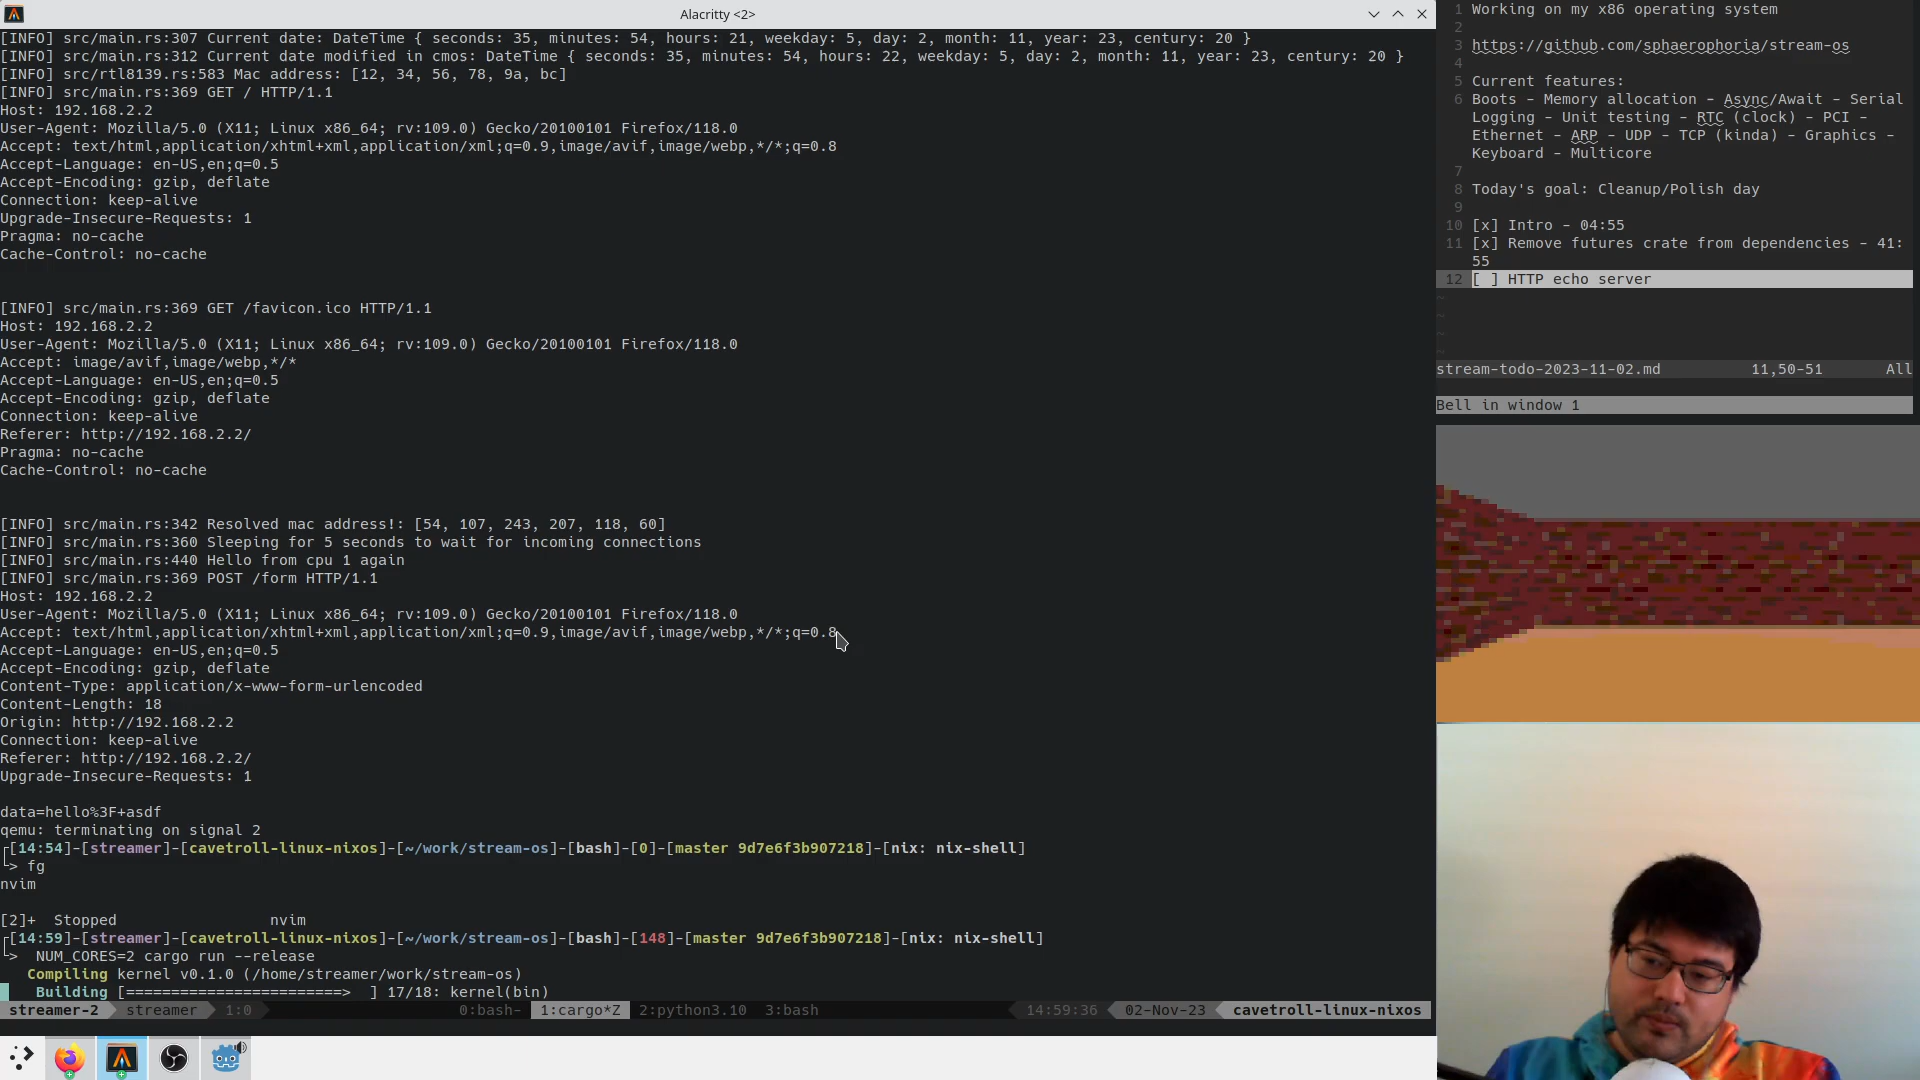 Alacritty <2>
[INFO] src/main.rs:307 Current date: DateTime { seconds: 35, minutes: 54, hours: 21, weekday: 5, day: 2, month: 11, year: 23, century: 20 }
[INFO] src/main.rs:312 Current date modified in cmos: DateTime { seconds: 35, minutes: 54, hours: 22, weekday: 5, day: 2, month: 11, year: 23, century: 20 }
[INFO] src/rtl8139.rs:583 Mac address: [12, 34, 56, 78, 9a, bc]
[INFO] src/main.rs:369 GET / HTTP/1.1
Host: 192.168.2.2
User-Agent: Mozilla/5.0 (X11; Linux x86_64; rv:109.0) Gecko/20100101 Firefox/118.0
Accept: text/html,application/xhtml+xml,application/xml;q=0.9,image/avif,image/webp,*/*;q=0.8
Accept-Language: en-US,en;q=0.5
Accept-Encoding: gzip, deflate
Connection: keep-alive
Upgrade-Insecure-Requests: 1
Pragma: no-cache
Cache-Control: no-cache
[INFO] src/main.rs:369 GET /favicon.ico HTTP/1.1
Host: 192.168.2.2
User-Agent: Mozilla/5.0 (X11; Linux x86_64; rv:109.0) Gecko/20100101 Firefox/118.0
Accept: image/avif,image/webp,*/*
Accept-Language: en-US,en;q=0.5
Accept-Encoding: gzip, deflate
Connection: keep-alive
Referer: http://192.168.2.2/
Pragma: no-cache
Cache-Control: no-cache
[INFO] src/main.rs:342 Resolved mac address!: [54, 107, 243, 207, 118, 60]
[INFO] src/main.rs:360 Sleeping for 5 seconds to wait for incoming connections
[INFO] src/main.rs:440 Hello from cpu 1 again
[INFO] src/main.rs:369 POST /form HTTP/1.1
Host: 192.168.2.2
User-Agent: Mozilla/5.0 (X11; Linux x86_64; rv:109.0) Gecko/20100101 Firefox/118.0
Accept: text/html,application/xhtml+xml,application/xml;q=0.9,image/avif,image/webp,*/*;q=0.8
Accept-Language: en-US,en;q=0.5
Accept-Encoding: gzip, deflate
Content-Type: application/x-www-form-urlencoded
Content-Length: 18
Origin: http://192.168.2.2
Connection: keep-alive
Referer: http://192.168.2.2/
Upgrade-Insecure-Requests: 1
data=hello%3F+asdf
qemu: terminating on signal 2
┌[14:54]-[streamer]-[cavetroll-linux-nixos]-[~/work/stream-os]-[bash]-[0]-[master 9d7e6f3b907218]-[nix: nix-shell]
└> fg
nvim
[2]+  Stopped                 nvim
┌[14:59]-[streamer]-[cavetroll-linux-nixos]-[~/work/stream-os]-[bash]-[148]-[master 9d7e6f3b907218]-[nix: nix-shell]
└>  NUM_CORES=2 cargo run --release
   Compiling kernel v0.1.0 (/home/streamer/work/stream-os)
    Building [========================>  ] 17/18: kernel(bin)
streamer-2 streamer 1:0 0:bash- 1:cargo*Z 2:python3.10 3:bash 14:59:36 02-Nov-23 cavetroll-linux-nixos
1 Working on my x86 operating system
2
3 https://github.com/sphaerophoria/stream-os
4
5 Current features:
6 Boots - Memory allocation - Async/Await - Serial
Logging - Unit testing - RTC (clock) - PCI -
Ethernet - ARP - UDP - TCP (kinda) - Graphics -
Keyboard - Multicore
7
8 Today's goal: Cleanup/Polish day
9
10 [x] Intro - 04:55
11 [x] Remove futures crate from dependencies - 41:
55
12 [ ] HTTP echo server
~
~
~
~
stream-todo-2023-11-02.md 11,50-51 All
Bell in window 1